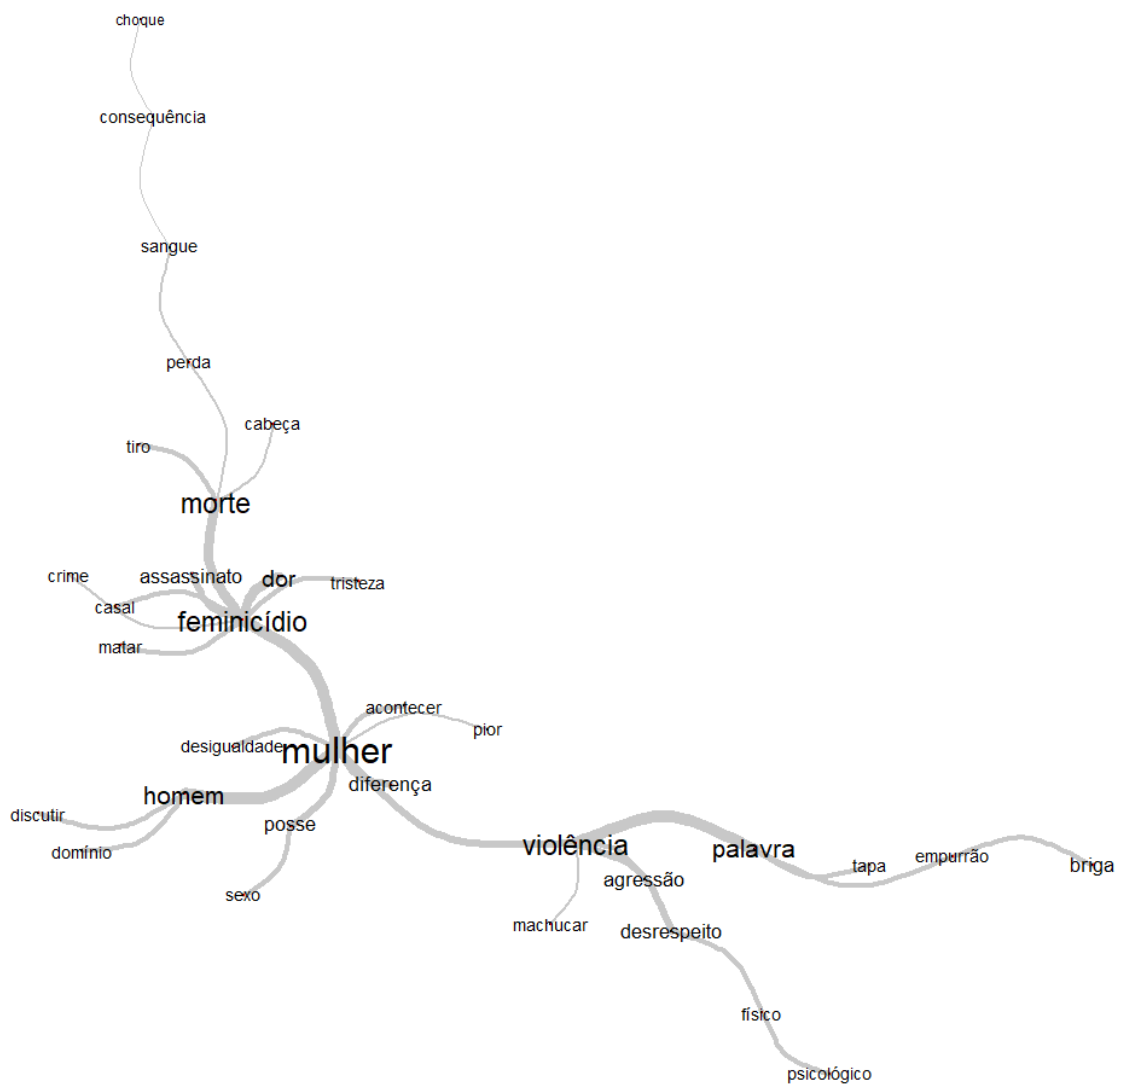 choque
consequência
sangue
perda
cabeça
tiro
morte
crime
assassinato
dor
tristeza
casal
feminicídio
matar
acontecer
pior
desigualdade
mulher
diferença
homem
discutir
posse
domínio
violência
palavra
tapa
empurrão
briga
agressão
sexo
machucar
desrespeito
físico
psicológico